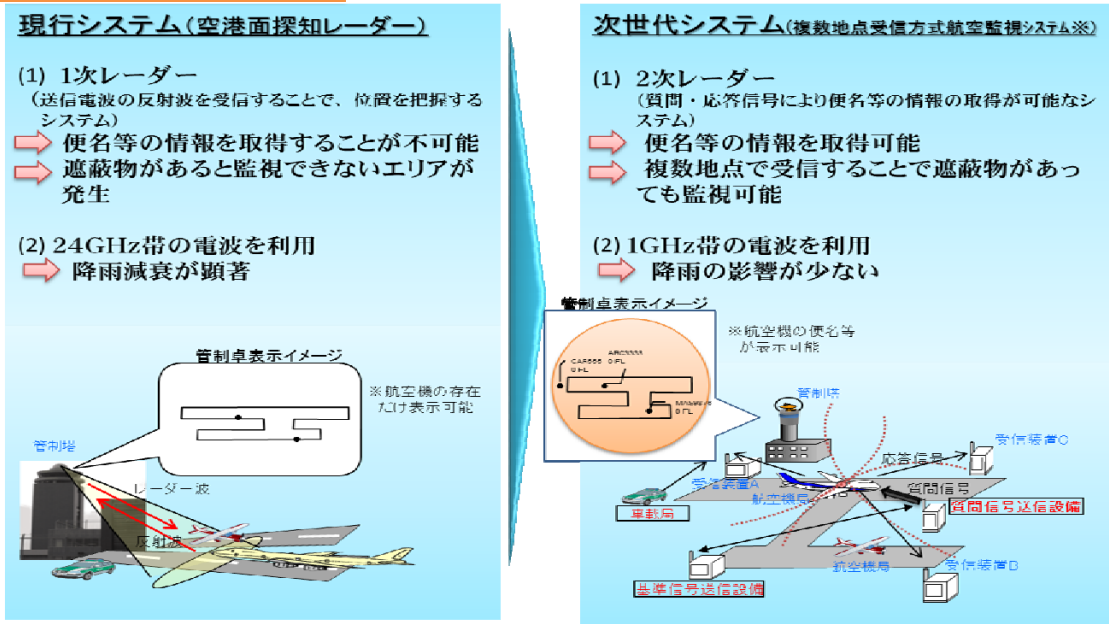 現行システム(空港面探知レーダー)
(1) 1次レーダー
(送信電波の反射波を受信することで、位置を把握する
システム)
便名等の情報を取得することが不可能
遮蔽物があると監視できないエリアが
発生
(2) 24GHz帯の電波を利用
降雨減衰が顕著
管制卓表示イメージ
※航空機の存在
だけ表示可能
管制塔
レーダー波
反射波
次世代システム(複数地点受信方式航空監視システム※)
(1) 2次レーダー
(質問・応答信号により便名等の情報の取得が可能なシ
ステム)
便名等の情報を取得可能
複数地点で受信することで遮蔽物があっ
ても監視可能
(2) 1GHz帯の電波を利用
降雨の影響が少ない
管制卓表示イメージ
※航空機の便名等
が表示可能
0 FL
0 FL
0 FL
管制塔
受信装置C
応答信号
受信装置A
質問信号
航空機局
質問信号送信設備
車載局
航空機局
受信装置B
基準信号送信設備